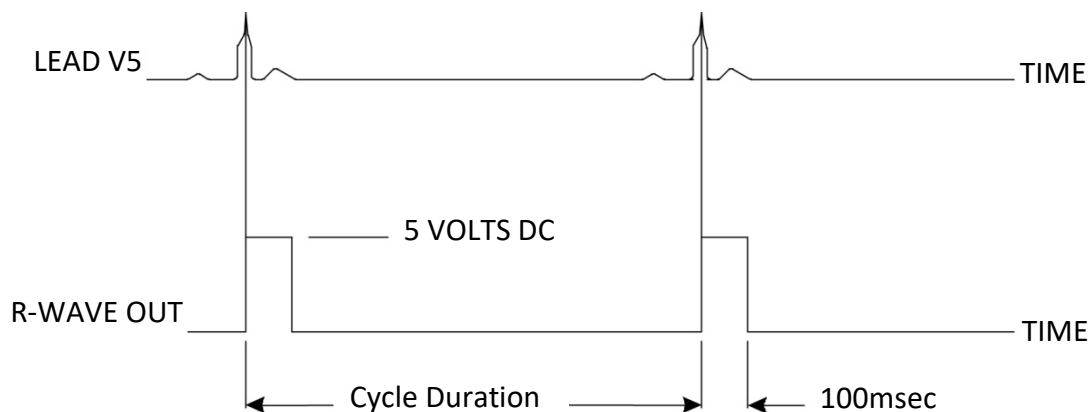 LEAD V5
TIME
5 VOLTS DC
R-WAVE OUT
TIME
Cycle Duration
100msec